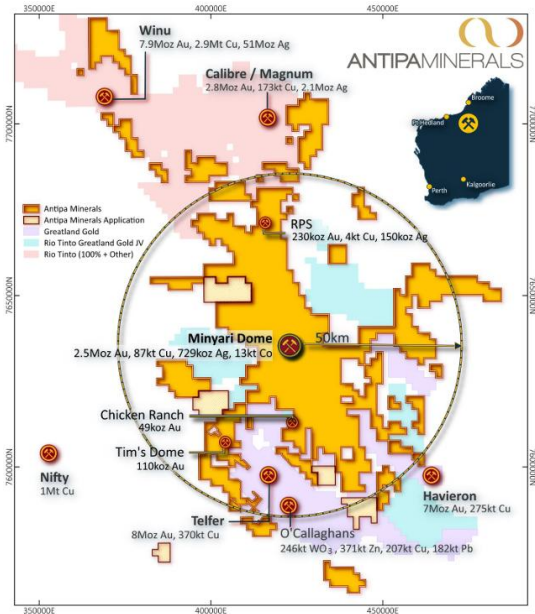 350000E
400000E
450000E
ANTIPAMINERALS
Winu
7.9Moz Au, 2.9Mt Cu, 51Moz Ag
Calibre / Magnum
2.8Moz Au, 173kt Cu, 2.1Moz Ag
Broome
Pt Hedland
Kalgoorlie
Perth
7700000N
7700000N
Antipa Minerals
Antipa Minerals Application
Greatland Gold
Rio Tinto Greatland Gold JV
Rio Tinto (100% + Other)
RPS
230koz Au, 4kt Cu, 150koz Ag
7650000N
7650000N
Minyari Dome
50km
2.5Moz Au, 87kt Cu, 729koz Ag, 13kt Co
Chicken Ranch
49koz Au
Tim's Dome
110koz Au
7600000N
7600000N
Nifty
1Mt Cu
Havieron
7Moz Au, 275kt Cu
Telfer
8Moz Au, 370kt Cu
O'Callaghans
246kt WO₃, 371kt Zn, 207kt Cu, 182kt Pb
350000E
400000E
450000E